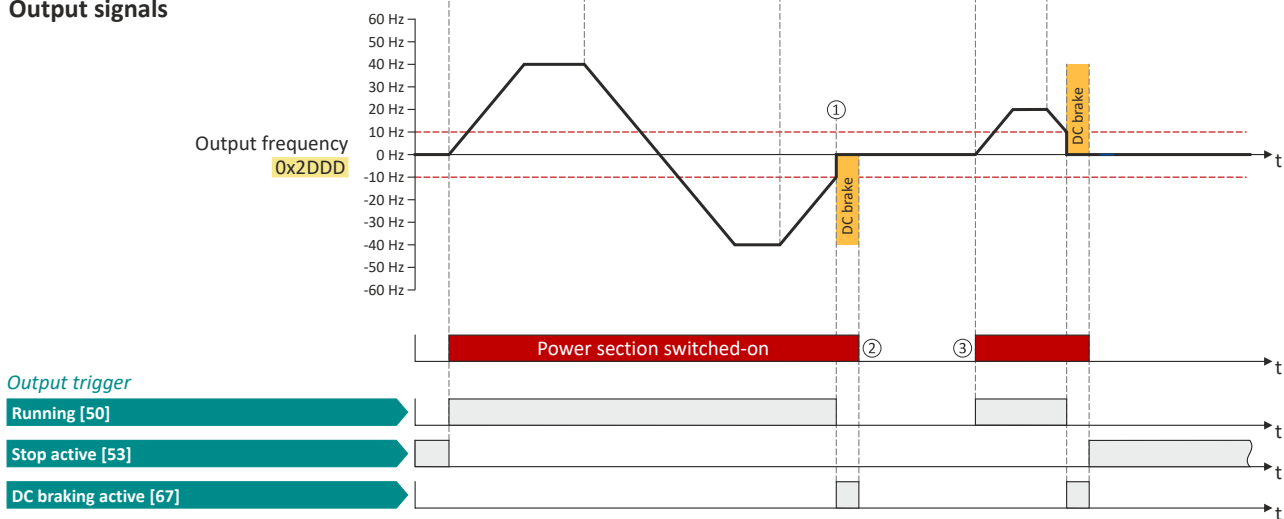 Output signals
60 Hz
50 Hz
40 Hz
30 Hz
20 Hz
10 Hz
0 Hz
-10 Hz
-20 Hz
-30 Hz
-40 Hz
-50 Hz
-60 Hz
Output frequency
0x2DDD
①
DC brake
DC brake
t
Power section switched-on
②
③
t
Output trigger
Running [50]
t
Stop active [53]
t
DC braking active [67]
t